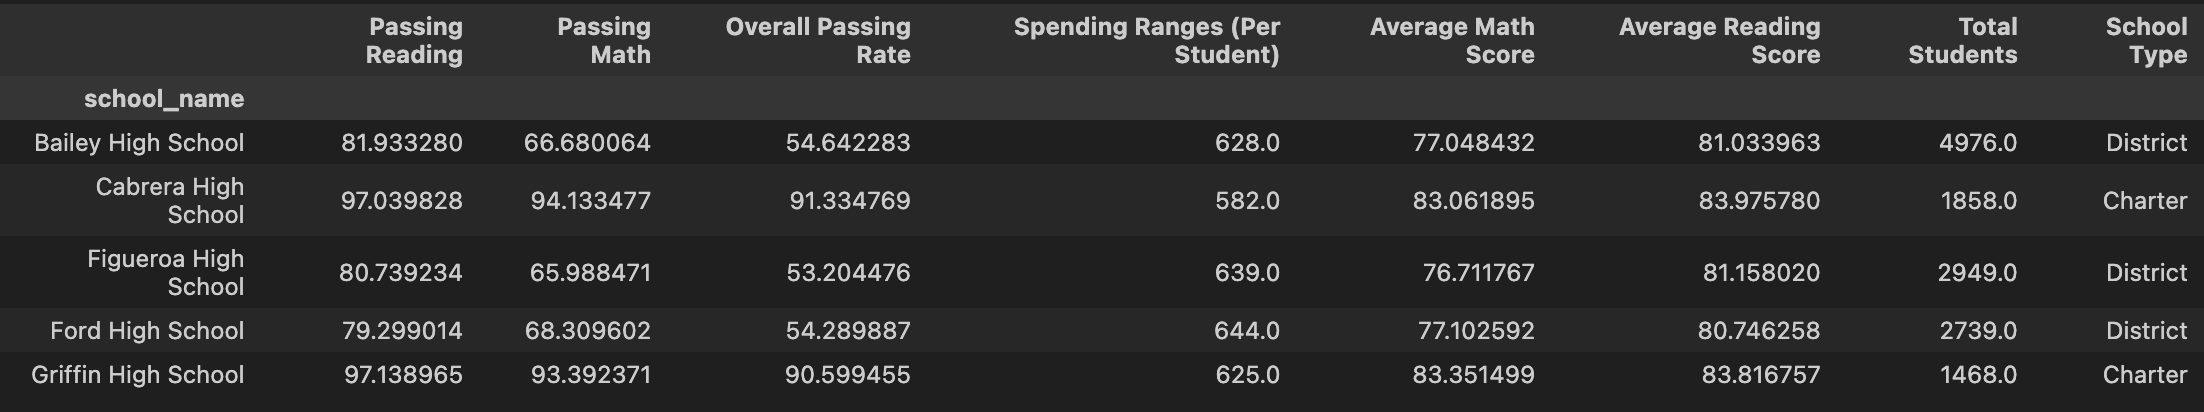 Passing Reading Passing Math Overall Passing Rate Spending Ranges (Per Student) Average Math Score Average Reading Score Total Students School Type
school_name
Bailey High School 81.933280 66.680064 54.642283 628.0 77.048432 81.033963 4976.0 District
Cabrera High School 97.039828 94.133477 91.334769 582.0 83.061895 83.975780 1858.0 Charter
Figueroa High School 80.739234 65.988471 53.204476 639.0 76.711767 81.158020 2949.0 District
Ford High School 79.299014 68.309602 54.289887 644.0 77.102592 80.746258 2739.0 District
Griffin High School 97.138965 93.392371 90.599455 625.0 83.351499 83.816757 1468.0 Charter